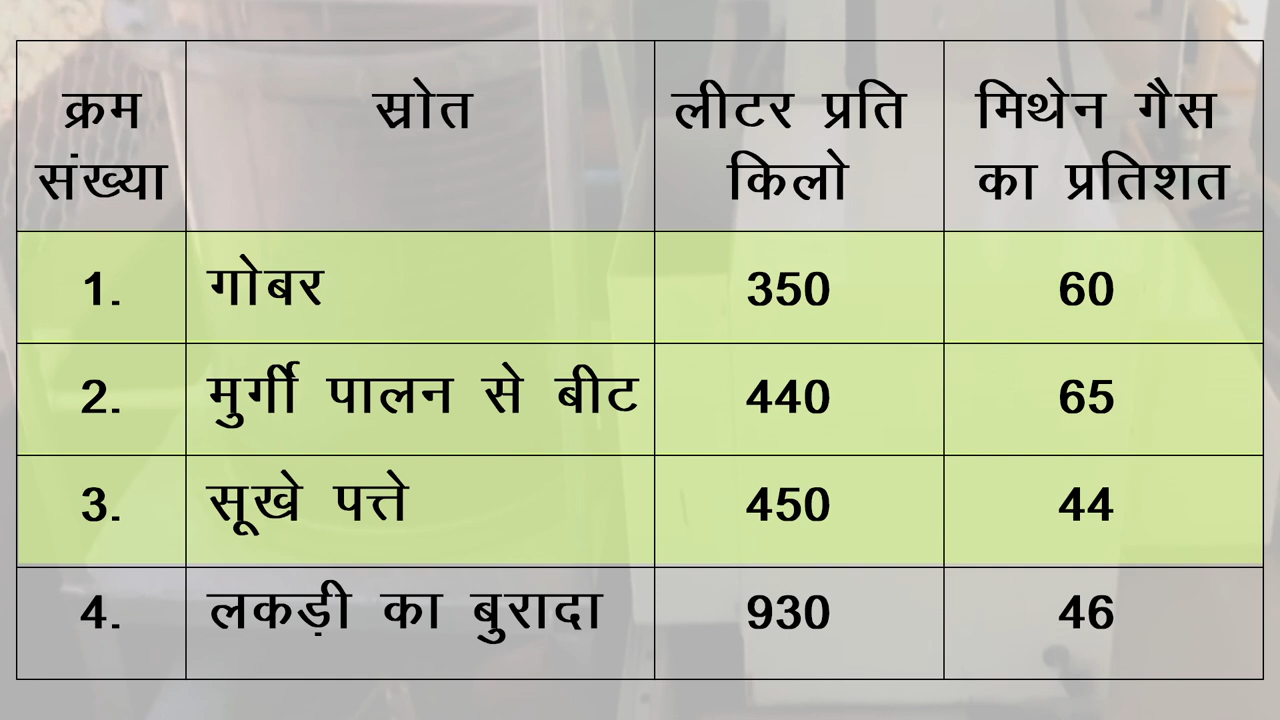 क्रम संख्या स्रोत लीटर प्रति किलो मिथेन गैस का प्रतिशत
1. गोबर 350 60
2. मुर्गी पालन से बीट 440 65
3. सूखे पत्ते 450 44
4. लकड़ी का बुरादा 930 46